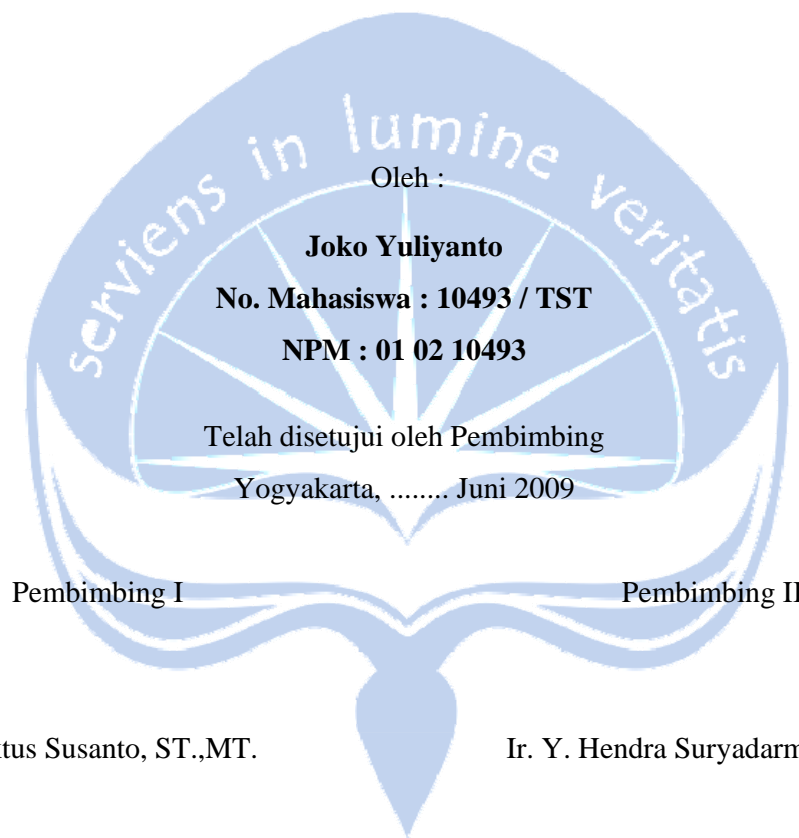 serviens in lumine veritatis
Oleh :
Joko Yuliyanto
No. Mahasiswa : 10493 / TST
NPM : 01 02 10493
Telah disetujui oleh Pembimbing
Yogyakarta, ........ Juni 2009
Pembimbing I Pembimbing II
Susanto, ST.,MT. Ir. Y. Hendra